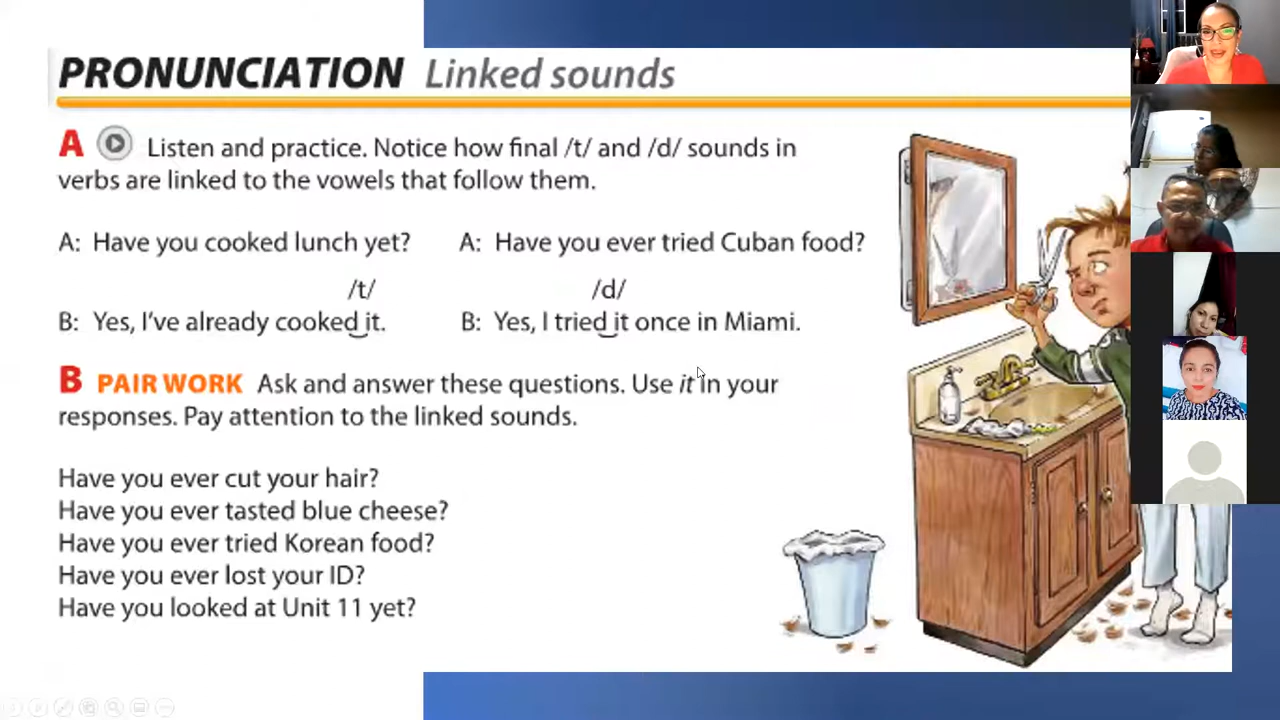 PRONUNCIATION Linked sounds
A Listen and practice. Notice how final /t/ and /d/ sounds in
verbs are linked to the vowels that follow them.
A: Have you cooked lunch yet?
/t/
B: Yes, I've already cooked it.
A: Have you ever tried Cuban food?
/d/
B: Yes, I tried it once in Miami.
B PAIR WORK Ask and answer these questions. Use it in your
responses. Pay attention to the linked sounds.
Have you ever cut your hair?
Have you ever tasted blue cheese?
Have you ever tried Korean food?
Have you ever lost your ID?
Have you looked at Unit 11 yet?